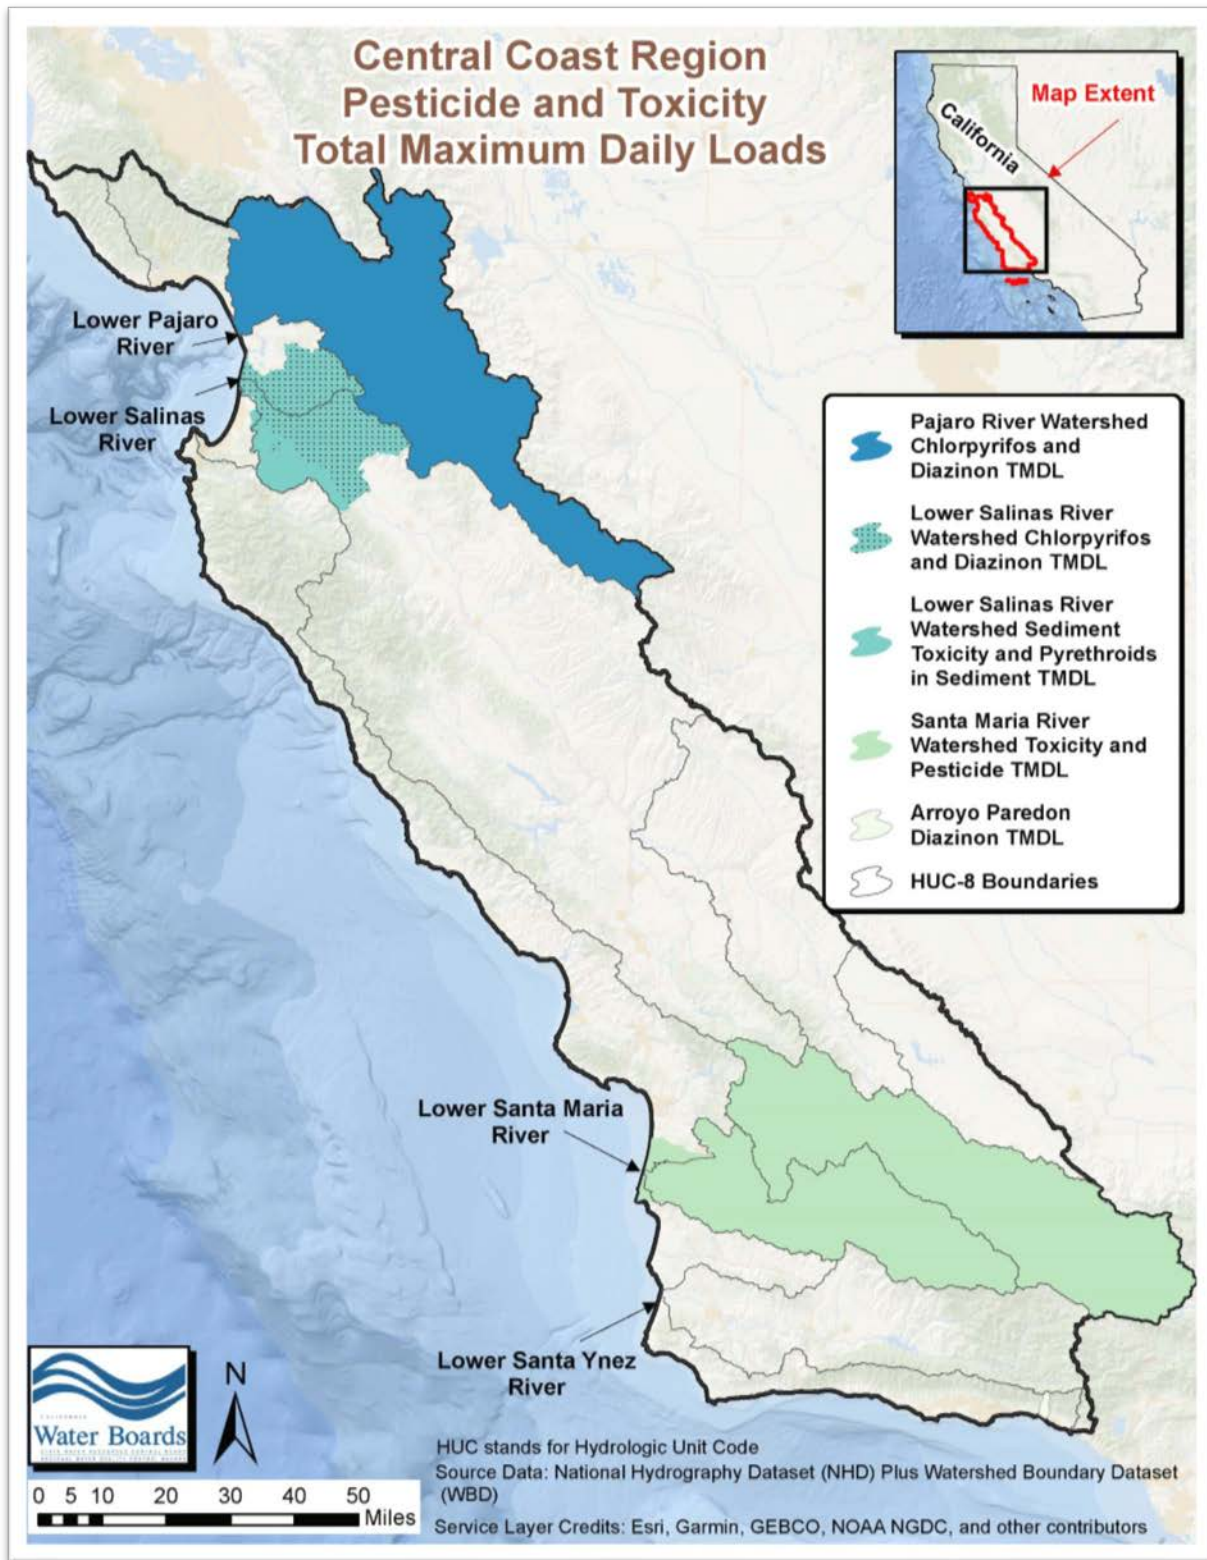 Central Coast Region
Pesticide and Toxicity
Total Maximum Daily Loads
Map Extent
California
Lower Pajaro
River
Lower Salinas
River
Pajaro River Watershed
Chlorpyrifos and
Diazinon TMDL
Lower Salinas River
Watershed Chlorpyrifos
and Diazinon TMDL
Lower Salinas River
Watershed Sediment
Toxicity and Pyrethroids
in Sediment TMDL
Santa Maria River
Watershed Toxicity and
Pesticide TMDL
Arroyo Paredon
Diazinon TMDL
HUC-8 Boundaries
Lower Santa Maria
River
Lower Santa Ynez
River
CALIFORNIA
Water Boards
N
0 5 10 20 30 40 50
Miles
HUC stands for Hydrologic Unit Code
Source Data: National Hydrography Dataset (NHD) Plus Watershed Boundary Dataset
(WBD)
Service Layer Credits: Esri, Garmin, GEBCO, NOAA NGDC, and other contributors